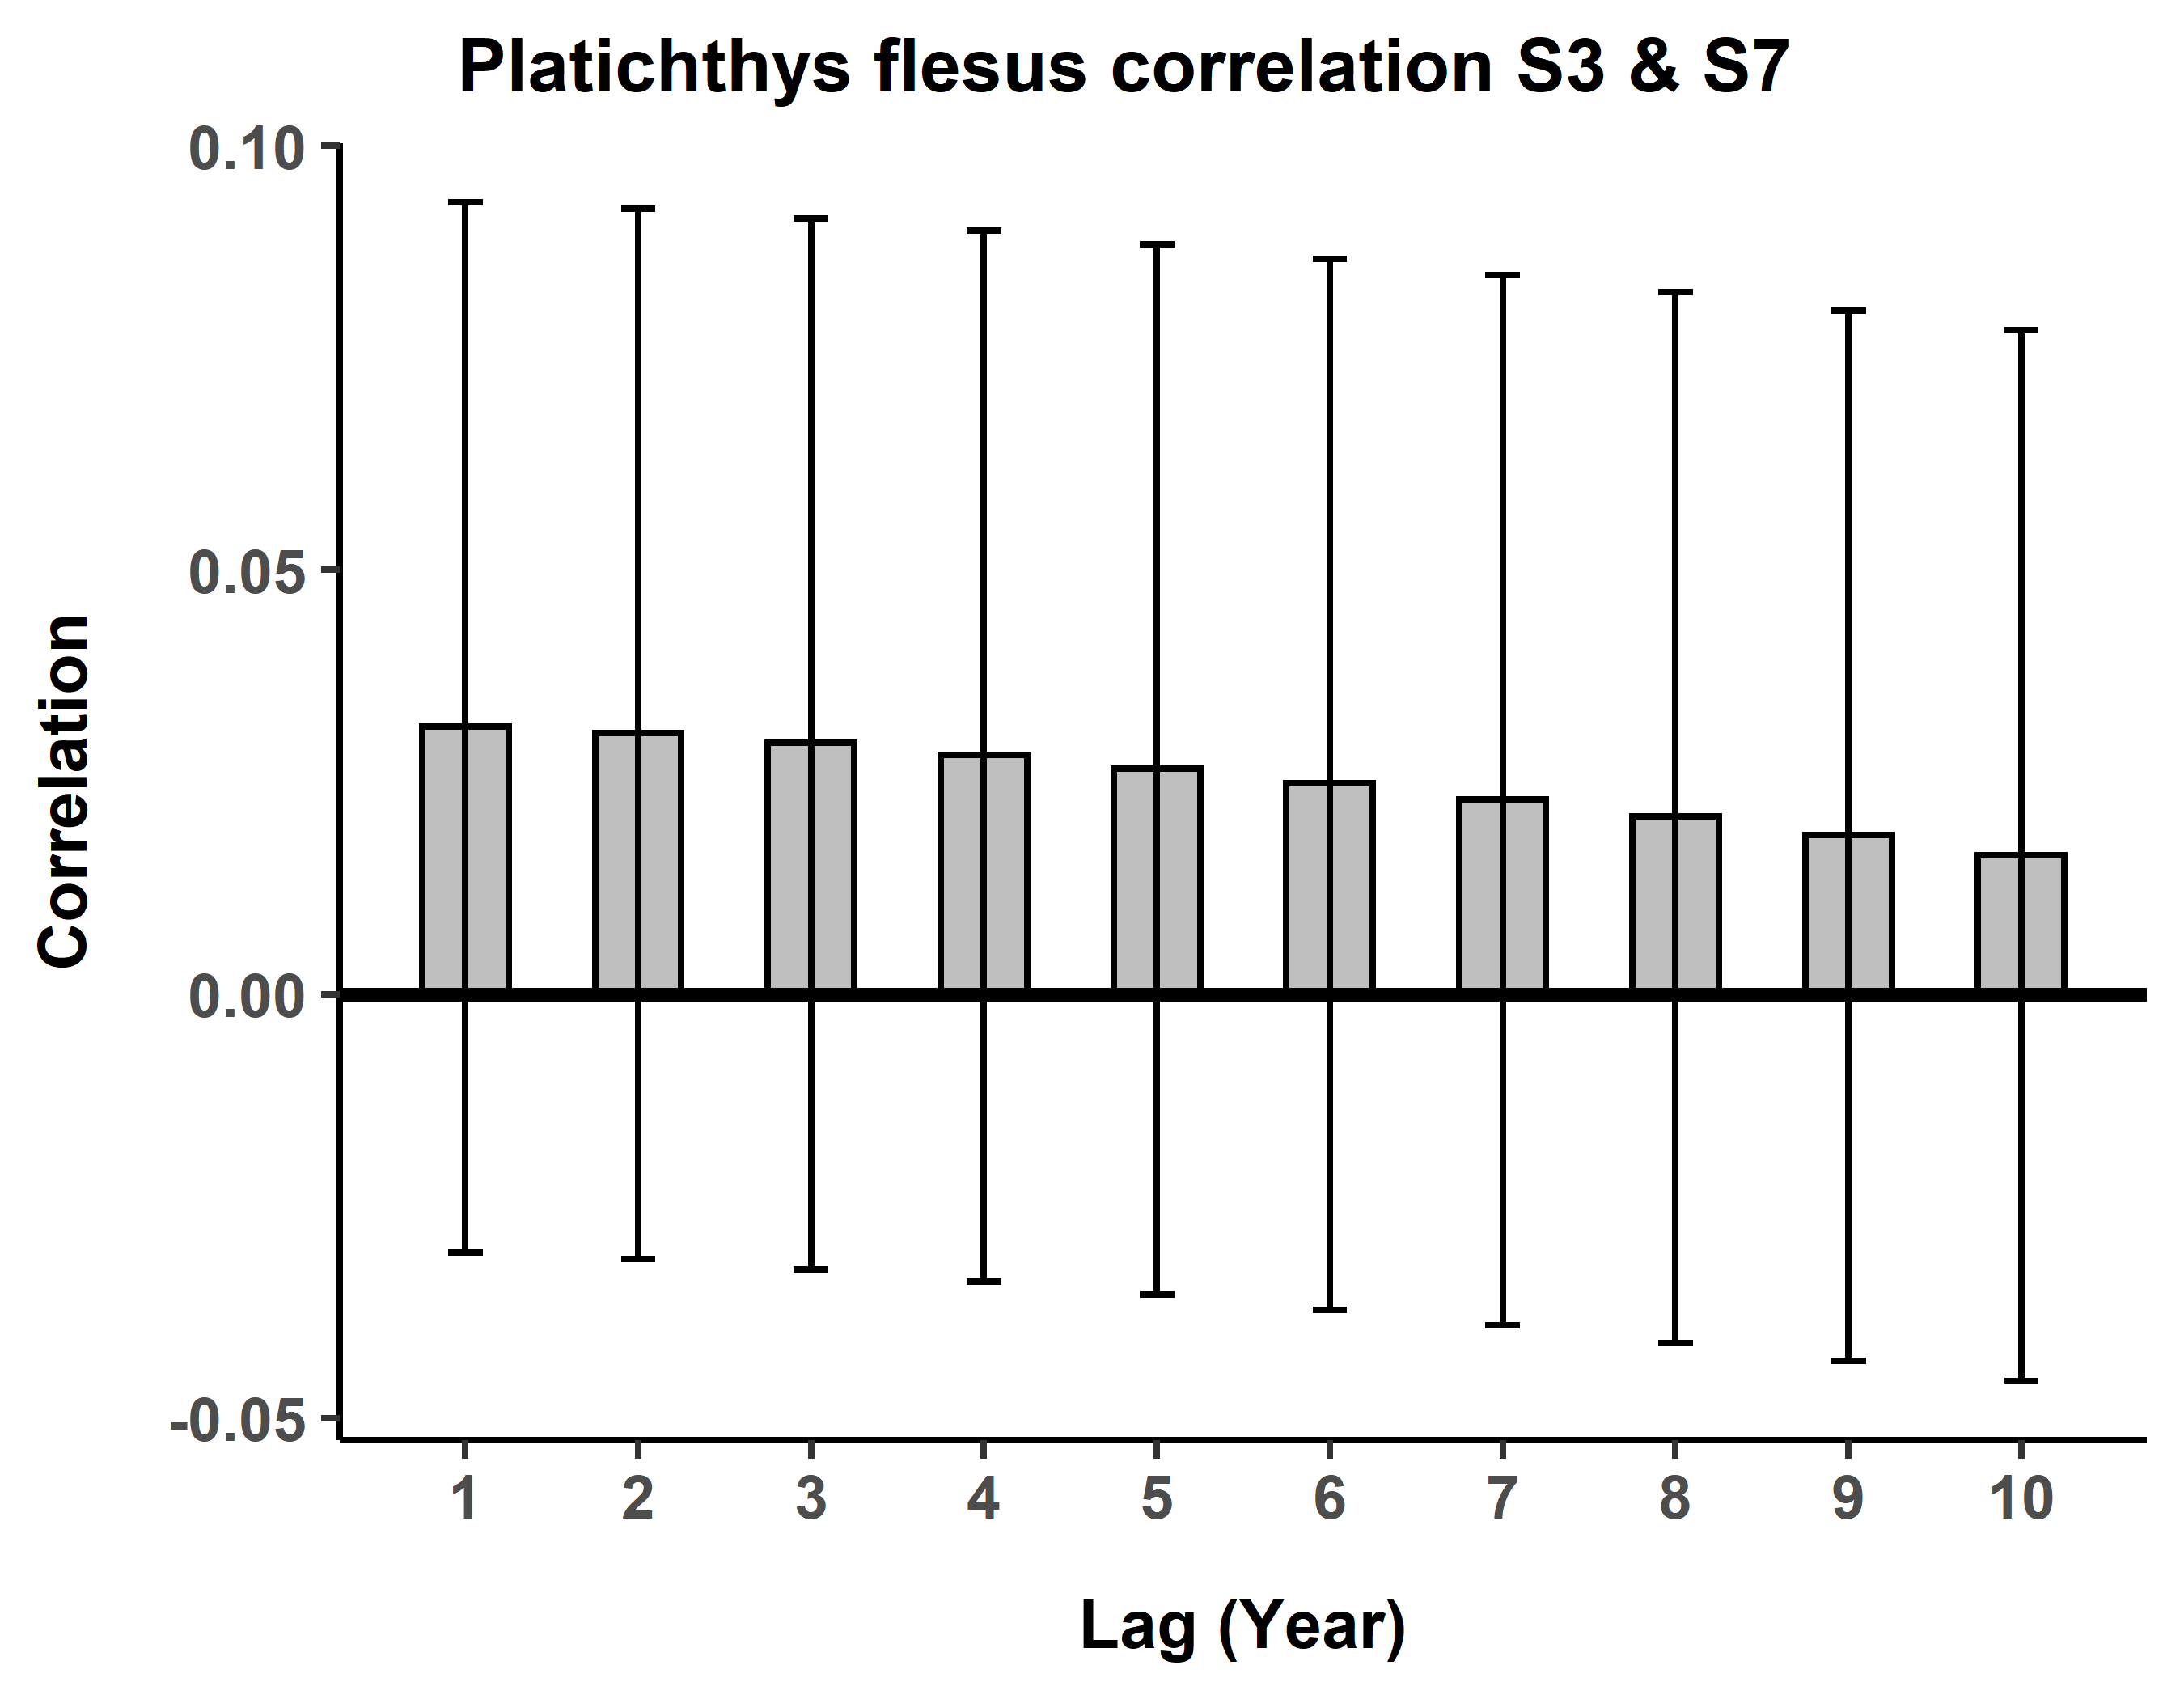 Platichthys flesus correlation S3 & S7
0.10
0.05
0.00
-0.05
Correlation
1 2 3 4 5 6 7 8 9 10
Lag (Year)